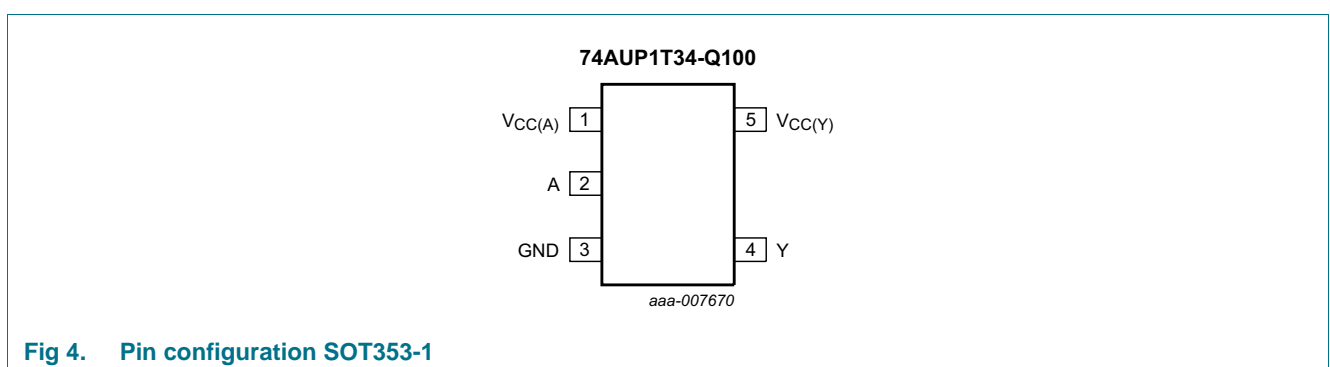 74AUP1T34-Q100
VCC(A) 1 5 VCC(Y)
A 2
GND 3 4 Y
aaa-007670
Fig 4. Pin configuration SOT353-1